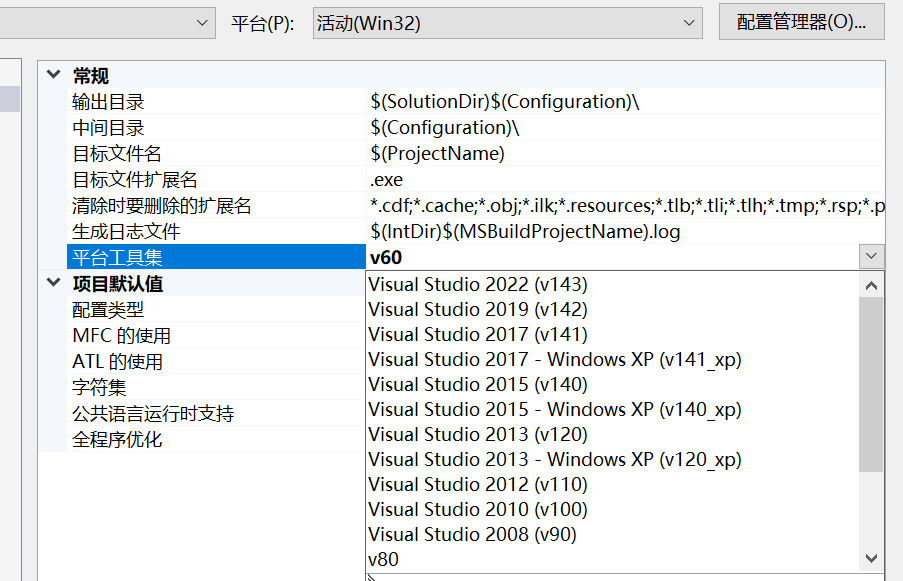 平台(P): 活动(Win32) 配置管理器(O)...
常规
输出目录 $(SolutionDir)$(Configuration)\
中间目录 $(Configuration)\
目标文件名 $(ProjectName)
目标文件扩展名 .exe
清除时要删除的扩展名 *.cdf;*.cache;*.obj;*.ilk;*.resources;*.tlb;*.tli;*.tlh;*.tmp;*.rsp;*.p
生成日志文件 $(IntDir)$(MSBuildProjectName).log
平台工具集 v60
项目默认值
配置类型
MFC 的使用
ATL 的使用
字符集
公共语言运行时支持
全程序优化
Visual Studio 2022 (v143)
Visual Studio 2019 (v142)
Visual Studio 2017 (v141)
Visual Studio 2017 - Windows XP (v141_xp)
Visual Studio 2015 (v140)
Visual Studio 2015 - Windows XP (v140_xp)
Visual Studio 2013 (v120)
Visual Studio 2013 - Windows XP (v120_xp)
Visual Studio 2012 (v110)
Visual Studio 2010 (v100)
Visual Studio 2008 (v90)
v80